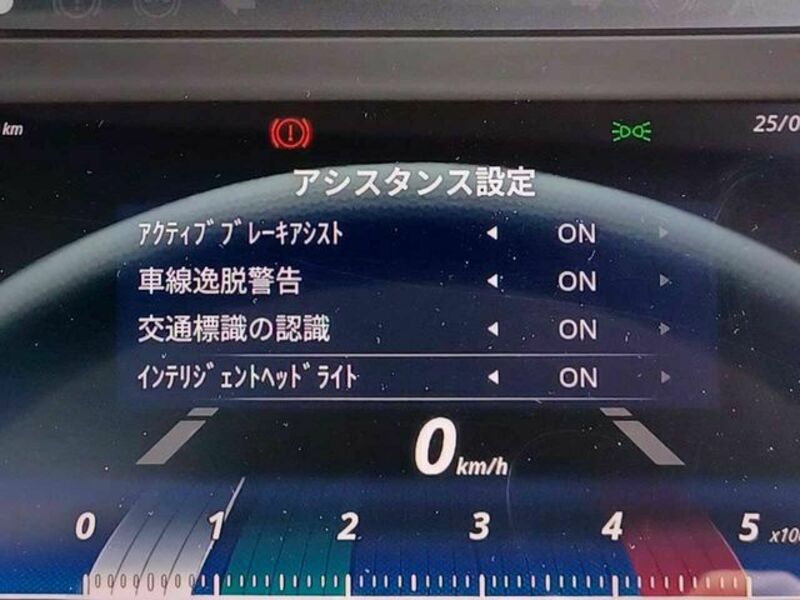 km
25/0
アシスタンス設定
ｱｸﾃｨﾌﾞﾌﾞﾚｰｷｱｼｽﾄ ◀ ON ▶
車線逸脱警告 ◀ ON ▶
交通標識の認識 ◀ ON ▶
ｲﾝﾃﾘｼﾞｪﾝﾄﾍｯﾄﾞﾗｲﾄ ◀ ON ▶
0 km/h
0 1 2 3 4 5 x100